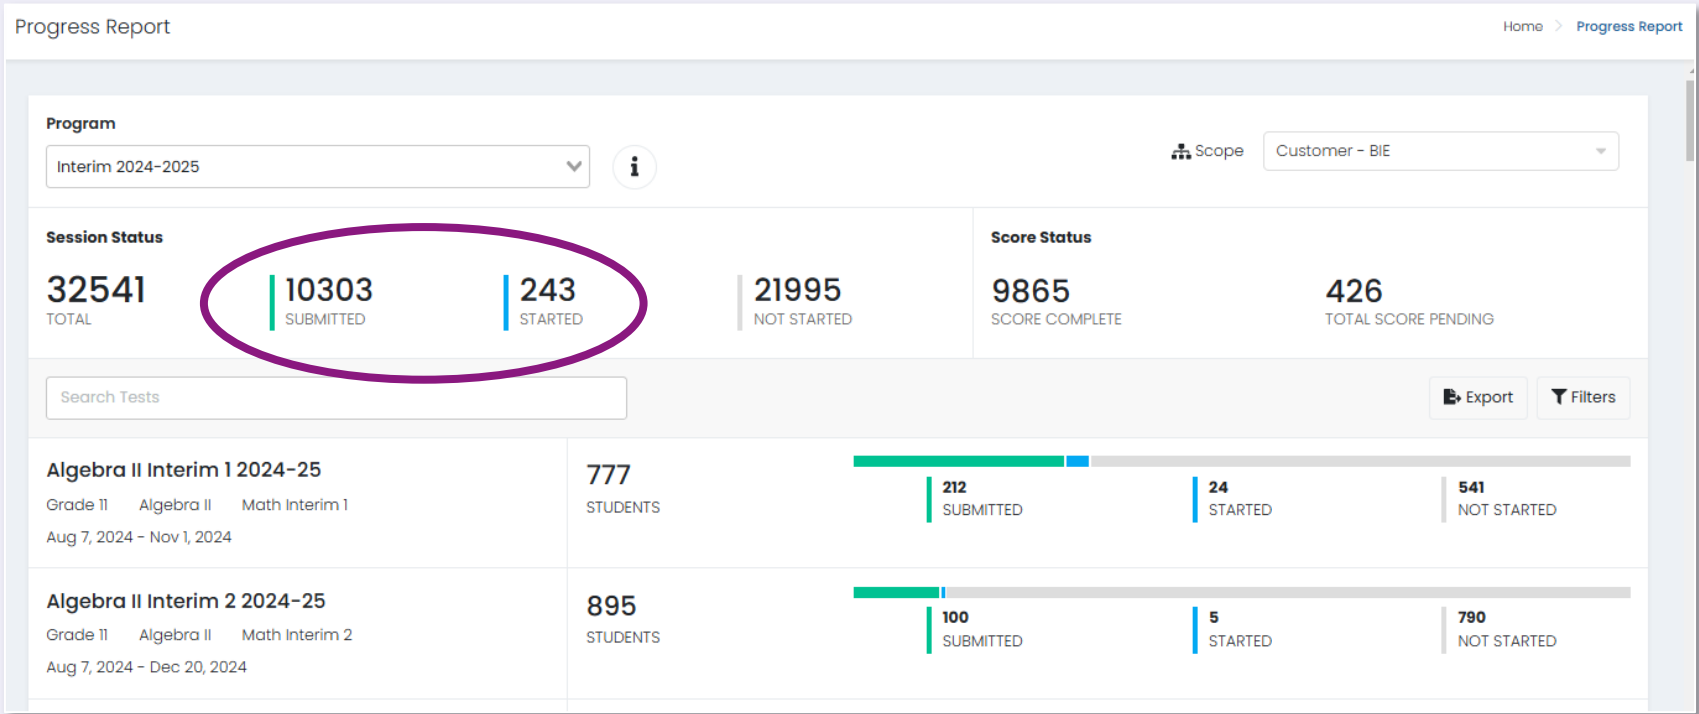 Progress Report
Home > Progress Report
Program
Interim 2024-2025
i
Scope
Customer - BIE
Session Status
Score Status
32541
TOTAL
10303
SUBMITTED
243
STARTED
21995
NOT STARTED
9865
SCORE COMPLETE
426
TOTAL SCORE PENDING
Search Tests
Export
Filters
Algebra II Interim 1 2024-25
Grade 11 Algebra II Math Interim 1
Aug 7, 2024 - Nov 1, 2024
777
STUDENTS
212
SUBMITTED
24
STARTED
541
NOT STARTED
Algebra II Interim 2 2024-25
Grade 11 Algebra II Math Interim 2
Aug 7, 2024 - Dec 20, 2024
895
STUDENTS
100
SUBMITTED
5
STARTED
790
NOT STARTED